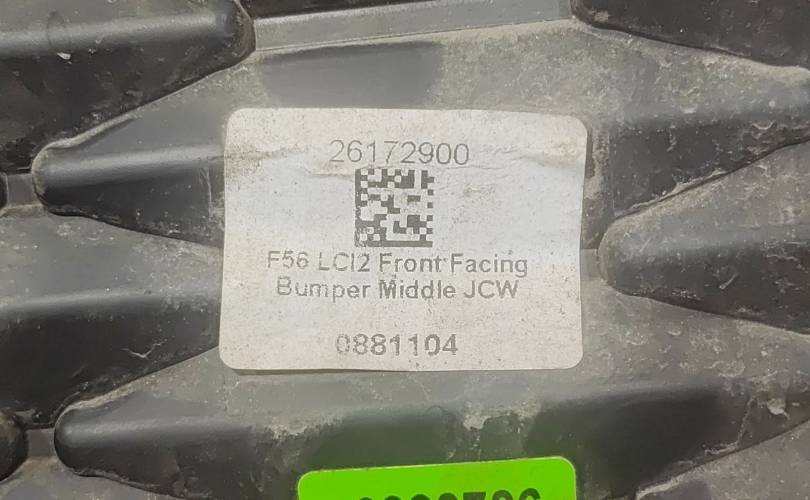 26172900
F56 LCI2 Front Facing
Bumper Middle JCW
0881104